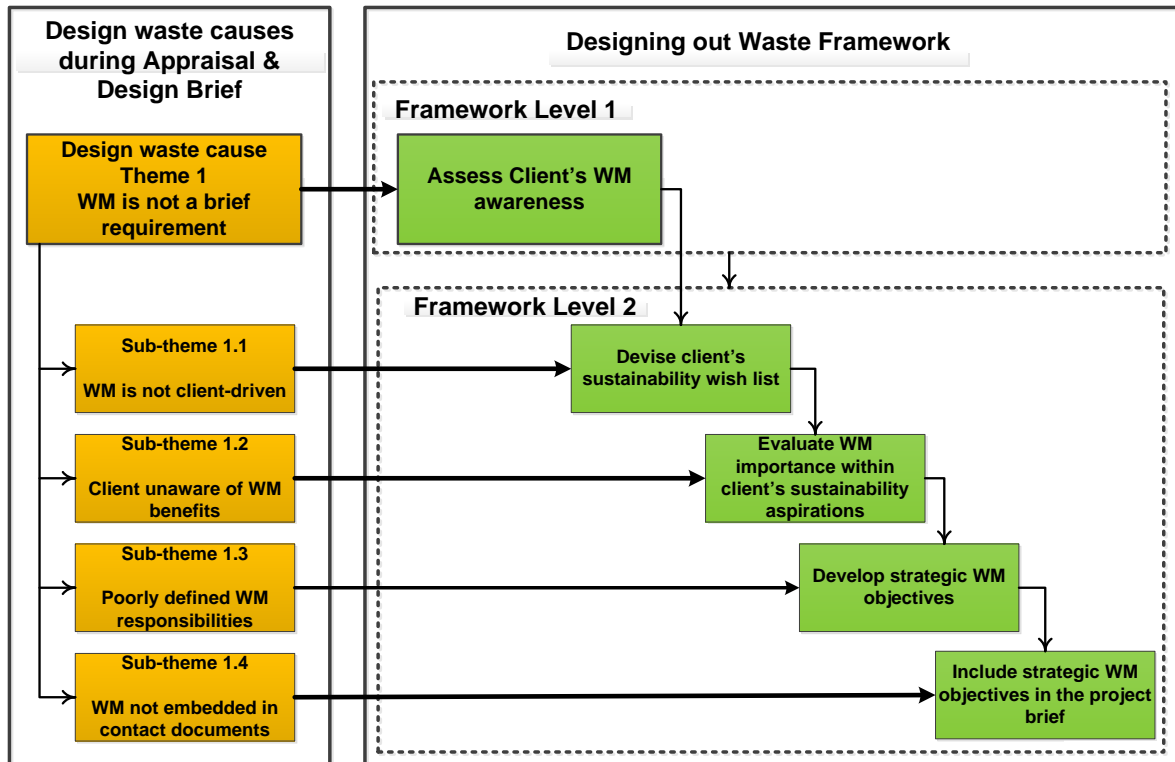 Design waste causes
during Appraisal &
Design Brief
Design waste cause
Theme 1
WM is not a brief
requirement
Sub-theme 1.1
WM is not client-driven
Sub-theme 1.2
Client unaware of WM
benefits
Sub-theme 1.3
Poorly defined WM
responsibilities
Sub-theme 1.4
WM not embedded in
contact documents
Designing out Waste Framework
Framework Level 1
Assess Client's WM
awareness
Framework Level 2
Devise client's
sustainability wish list
Evaluate WM
importance within
client's sustainability
aspirations
Develop strategic WM
objectives
Include strategic WM
objectives in the project
brief